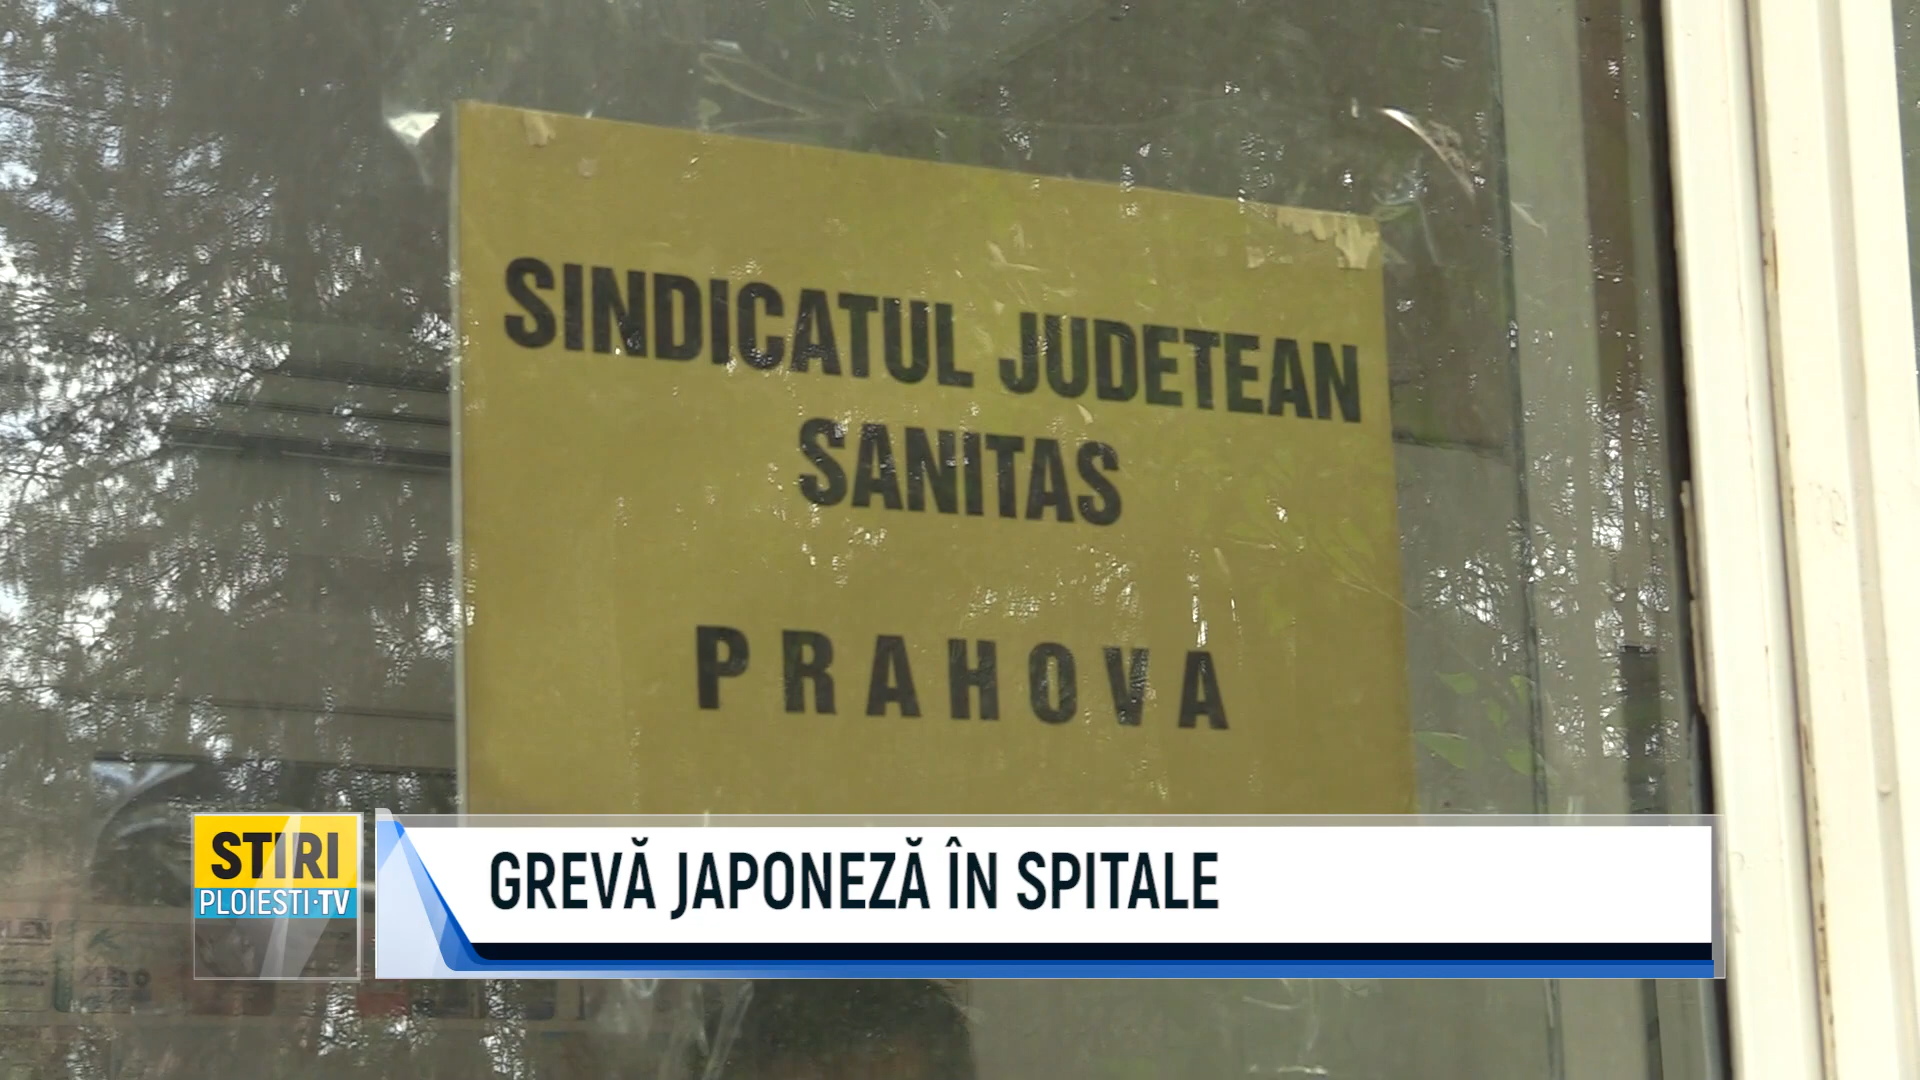 SINDICATUL JUDETEAN
SANITAS
PRAHOVA
STIRI
PLOIESTI·TV
GREVĂ JAPONEZĂ ÎN SPITALE